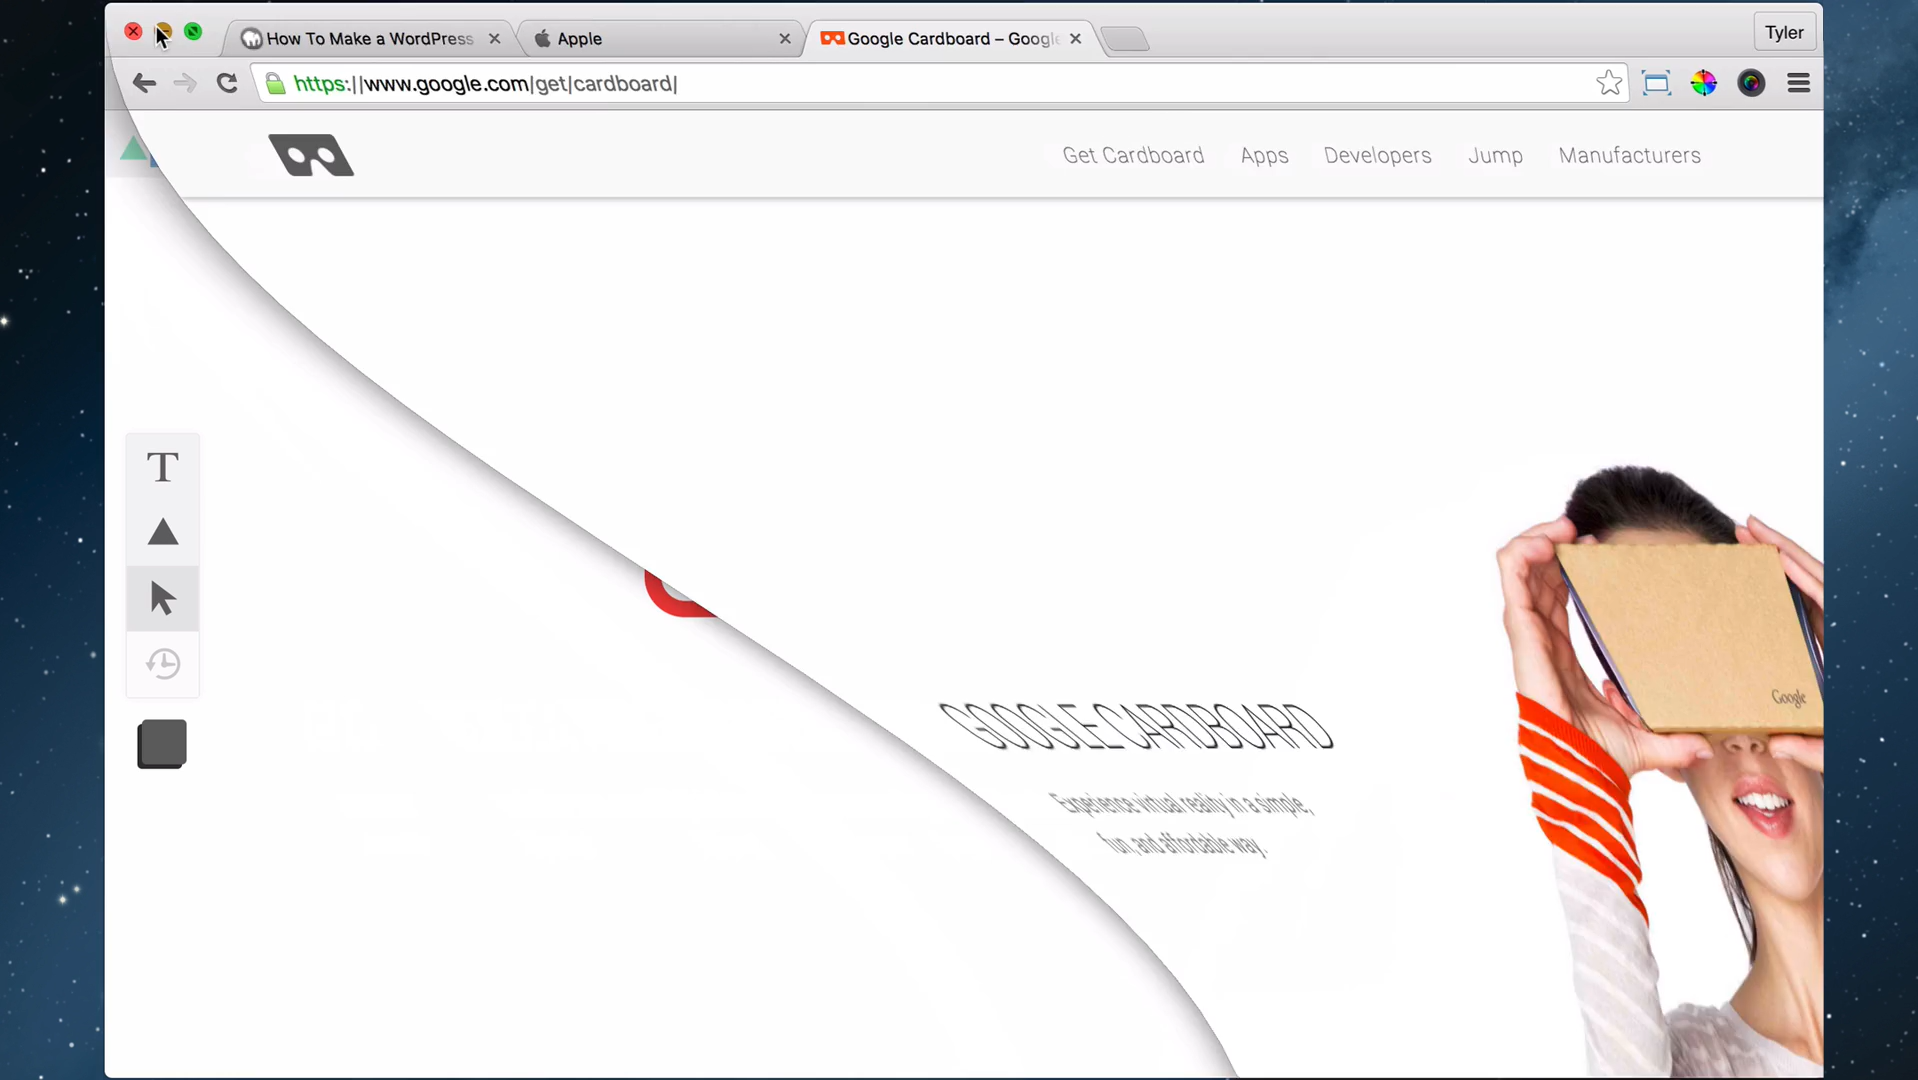 How To Make a WordPress
Apple
Google Cardboard – Google
Tyler
https://www.google.com/get/cardboard/
Get Cardboard Apps Developers Jump Manufacturers
T
Google
GOOGLE CARDBOARD
Experience virtual reality in a simple,
fun, and affordable way.